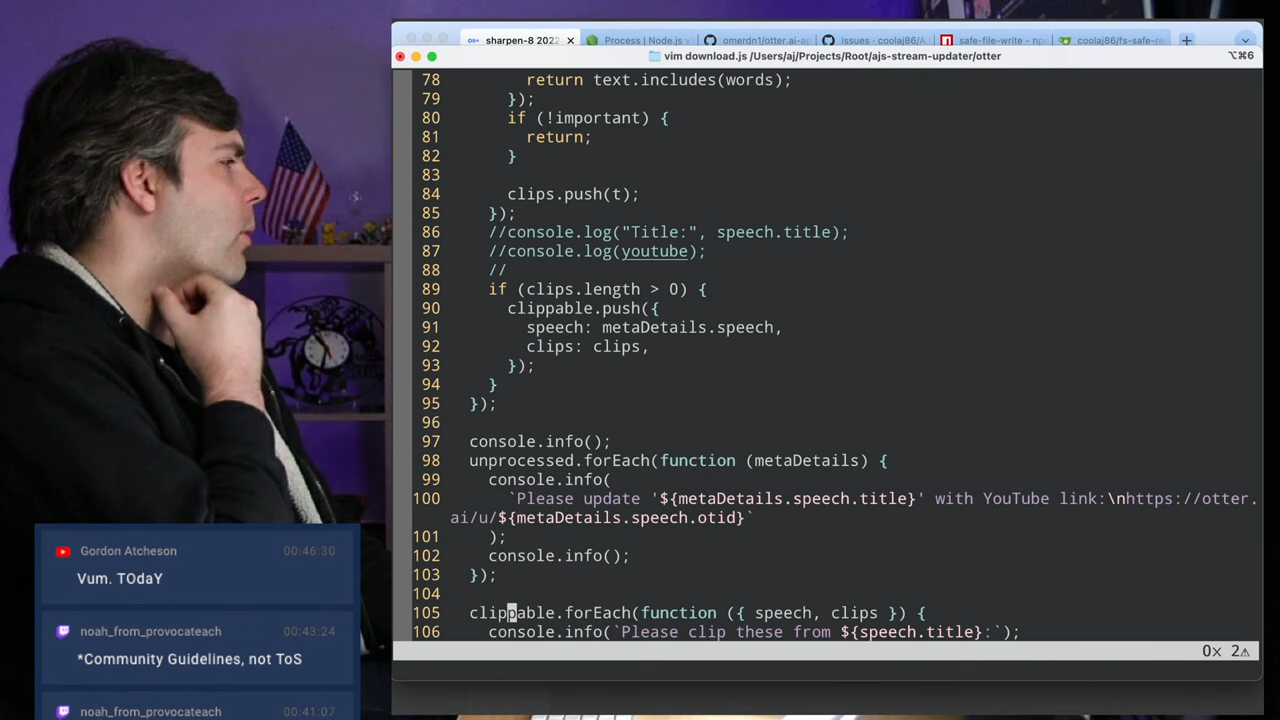 sharpen-8 2022
Process | Node.js v
omerdn1/otter.ai-ap
Issues · coolaj86/A
safe-file-write - np
coolaj86/fs-safe-re
vim download.js /Users/aj/Projects/Root/ajs-stream-updater/otter
⌥⌘6
78 return text.includes(words);
79 });
80 if (!important) {
81 return;
82 }
83
84 clips.push(t);
85 });
86 //console.log("Title:", speech.title);
87 //console.log(youtube);
88 //
89 if (clips.length > 0) {
90 clippable.push({
91 speech: metaDetails.speech,
92 clips: clips,
93 });
94 }
95 });
96
97 console.info();
98 unprocessed.forEach(function (metaDetails) {
99 console.info(
100 `Please update '${metaDetails.speech.title}' with YouTube link:\nhttps://otter.
ai/u/${metaDetails.speech.otid}`
101 );
102 console.info();
103 });
104
105 clippable.forEach(function ({ speech, clips }) {
106 console.info(`Please clip these from ${speech.title}:`);
0× 2⚠
Gordon Atcheson 00:46:30
Vum. TOdaY
noah_from_provocateach 00:43:24
*Community Guidelines, not ToS
noah_from_provocateach 00:41:07